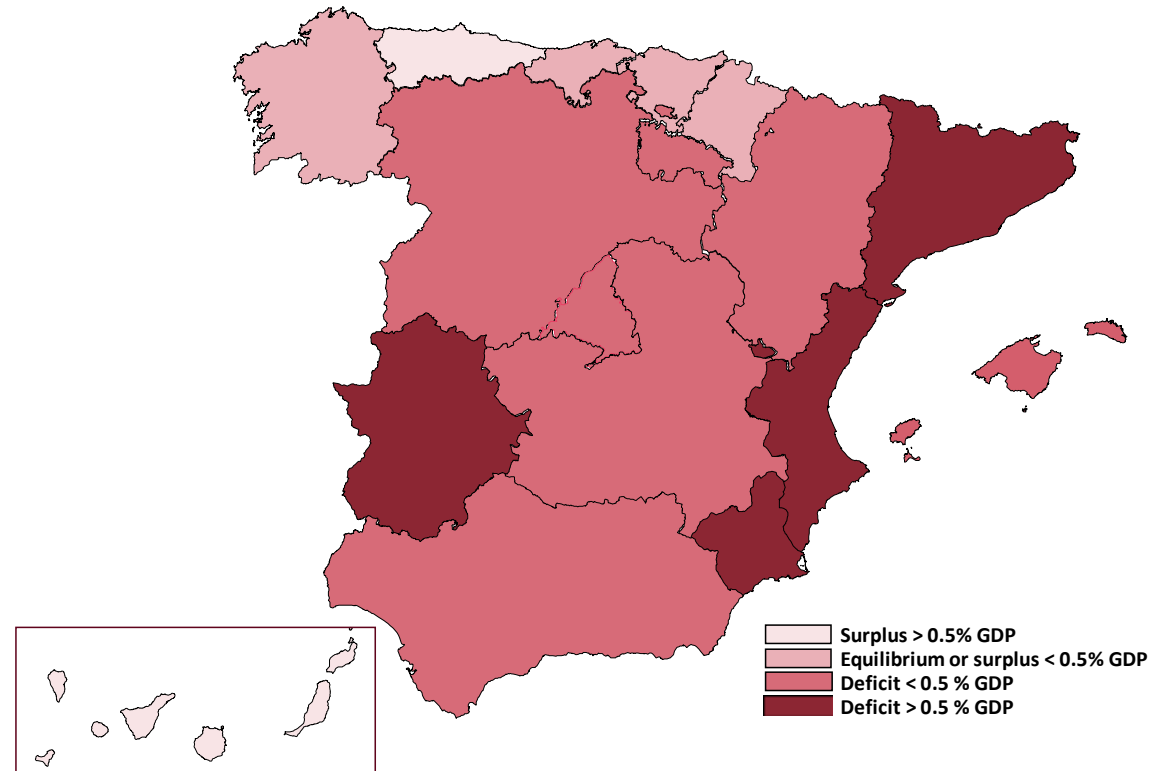 Surplus > 0.5% GDP
Equilibrium or surplus < 0.5% GDP
Deficit < 0.5 % GDP
Deficit > 0.5 % GDP